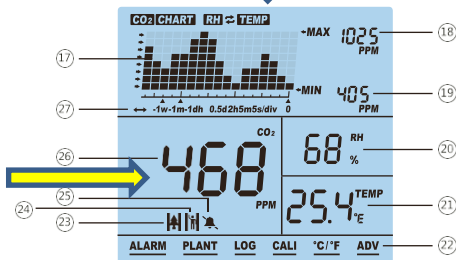 CO2 CHART RH ⇄ TEMP
MAX 1025 PPM
18
17
MIN 405 PPM
19
27
↔ -1w-1m-1dh 0.5d2h5m5s/div 0
26
468 CO2 PPM
68 RH %
20
25
24
23
25.4 TEMP °E
21
ALARM PLANT LOG CALI °C/°F ADV
22